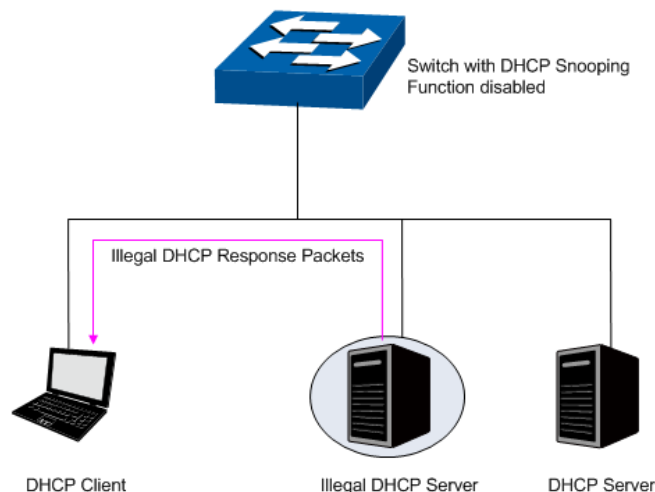 Switch with DHCP Snooping
Function disabled
Illegal DHCP Response Packets
DHCP Client
Illegal DHCP Server
DHCP Server